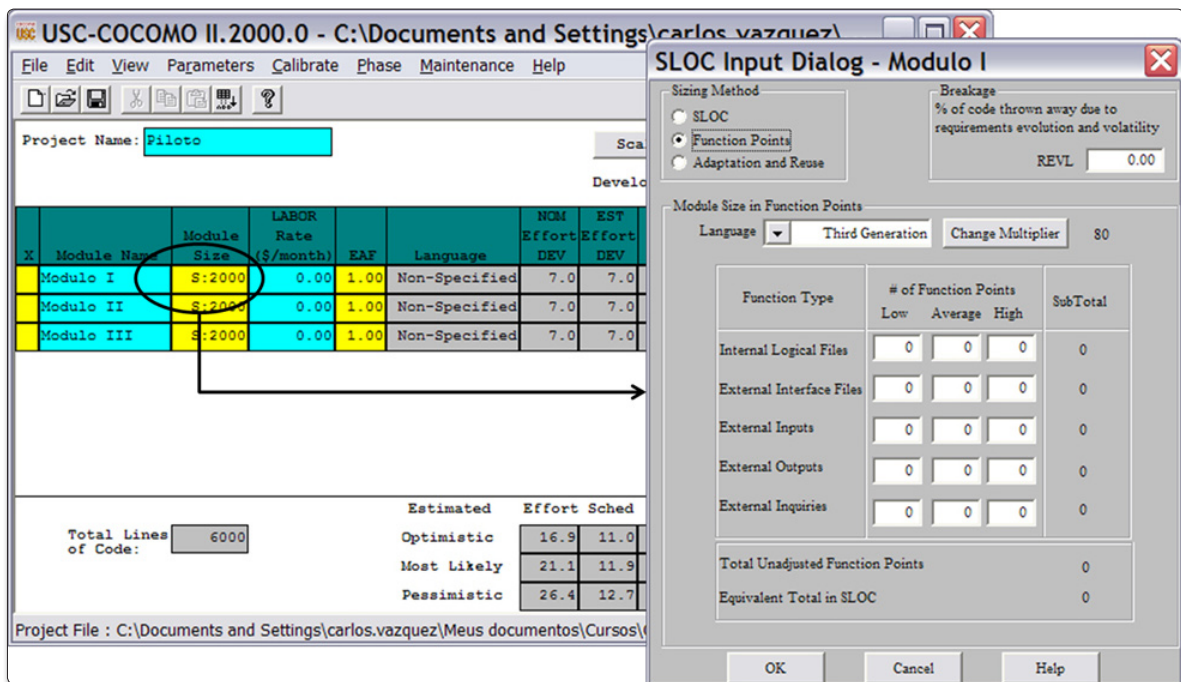 USC-COCOMO II.2000.0 - C:\Documents and Settings\carlos.vazquez\...
File Edit View Parameters Calibrate Phase Maintenance Help
Project Name: Piloto
Develo
X Module Name Module Size LABOR Rate ($/month) EAF Language NOM Effort DEV EST Effort DEV
Modulo I S:2000 0.00 1.00 Non-Specified 7.0 7.0
Modulo II S:2000 0.00 1.00 Non-Specified 7.0 7.0
Modulo III S:2000 0.00 1.00 Non-Specified 7.0 7.0
Estimated Effort Sched
Total Lines of Code: 6000
Optimistic 16.9 11.0
Most Likely 21.1 11.9
Pessimistic 26.4 12.7
Project File : C:\Documents and Settings\carlos.vazquez\Meus documentos\Cursos\
SLOC Input Dialog - Modulo I
Sizing Method
SLOC
Function Points
Adaptation and Reuse
Breakage
% of code thrown away due to
requirements evolution and volatility
REVL 0.00
Module Size in Function Points
Language Third Generation Change Multiplier 80
Function Type # of Function Points SubTotal
Low Average High
Internal Logical Files 0 0 0 0
External Interface Files 0 0 0 0
External Inputs 0 0 0 0
External Outputs 0 0 0 0
External Inquiries 0 0 0 0
Total Unadjusted Function Points 0
Equivalent Total in SLOC 0
OK Cancel Help